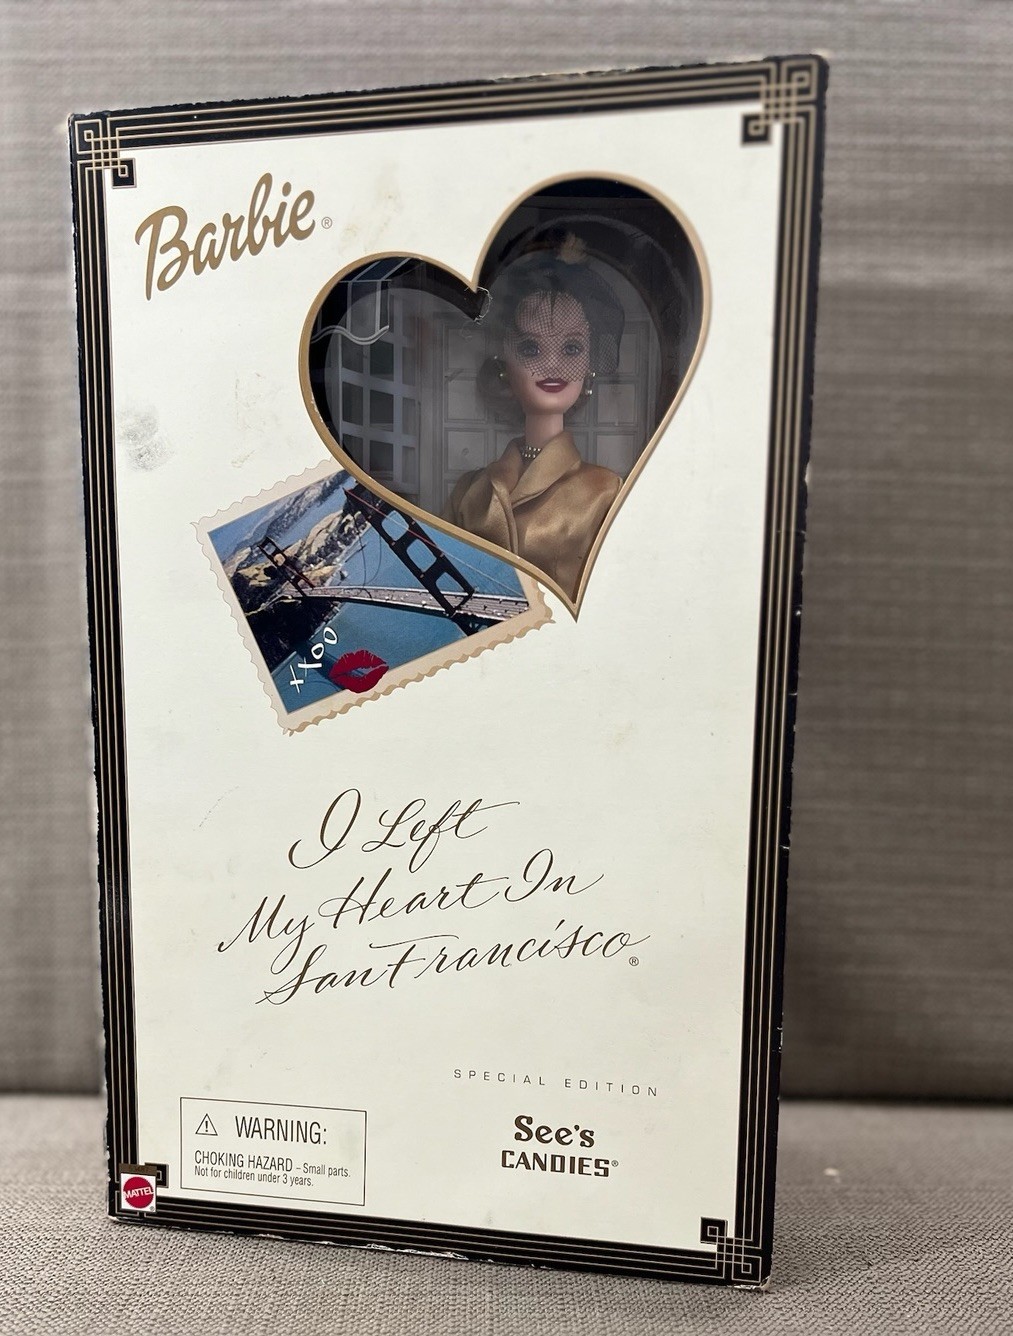 Barbie®
xxoo
I Left
My Heart In
San Francisco®
SPECIAL EDITION
See's
CANDIES®
⚠ WARNING:
CHOKING HAZARD – Small parts.
Not for children under 3 years.
MATTEL